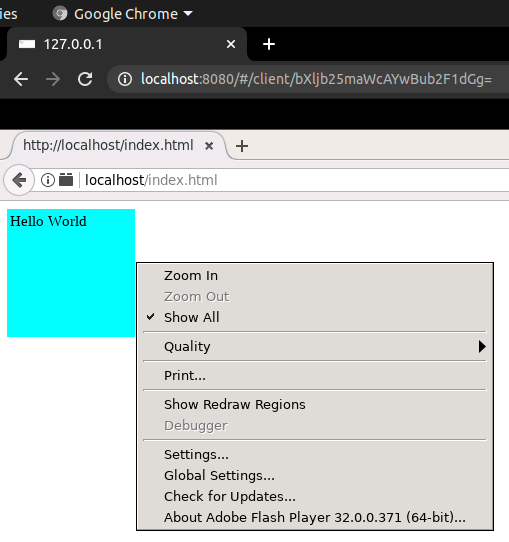 ies Google Chrome
127.0.0.1
localhost:8080/#/client/bXljb25maWcAYwBub2F1dGg=
http://localhost/index.html
localhost/index.html
Hello World
Zoom In
Zoom Out
Show All
Quality
Print...
Show Redraw Regions
Debugger
Settings...
Global Settings...
Check for Updates...
About Adobe Flash Player 32.0.0.371 (64-bit)...